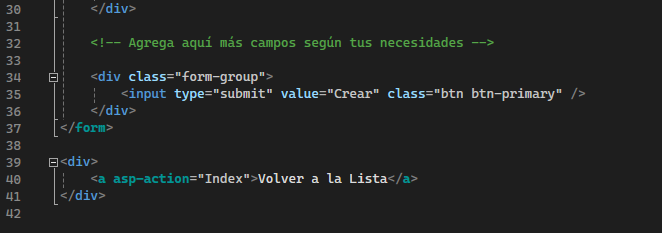 30 </div>
31
32 <!-- Agrega aquí más campos según tus necesidades -->
33
34 <div class="form-group">
35 <input type="submit" value="Crear" class="btn btn-primary" />
36 </div>
37 </form>
38
39 <div>
40 <a asp-action="Index">Volver a la Lista</a>
41 </div>
42